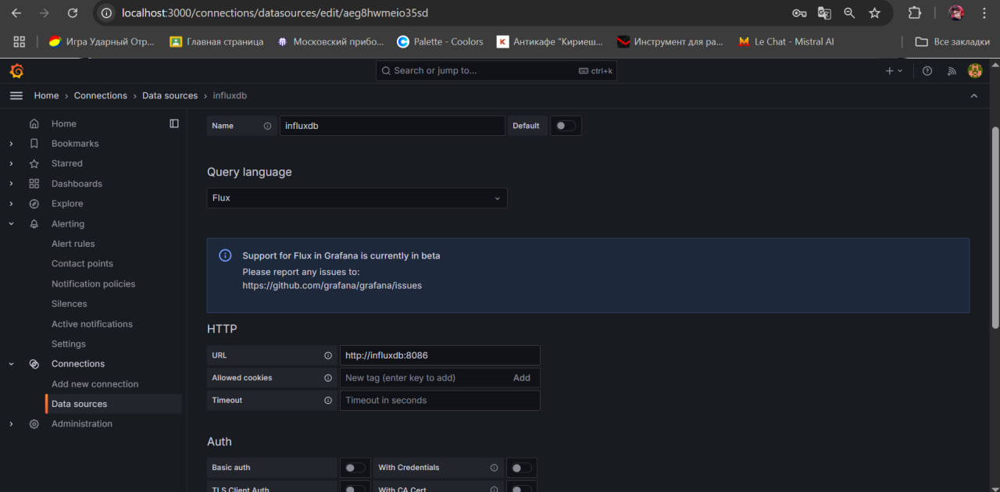 localhost:3000/connections/datasources/edit/aeg8hwmeio35sd
Игра Ударный Отр... Главная страница Московский прибо... Palette - Coolors Антикафе "Кириеш... Инструмент для ра... Le Chat - Mistral AI Все закладки
Search or jump to... ctrl+k
Home › Connections › Data sources › influxdb
Home
Bookmarks
Starred
Dashboards
Explore
Alerting
Alert rules
Contact points
Notification policies
Silences
Active notifications
Settings
Connections
Add new connection
Data sources
Administration
Name influxdb Default
Query language
Flux
Support for Flux in Grafana is currently in beta
Please report any issues to:
https://github.com/grafana/grafana/issues
HTTP
URL http://influxdb:8086
Allowed cookies New tag (enter key to add) Add
Timeout Timeout in seconds
Auth
Basic auth With Credentials
TLS Client Auth With CA Cert